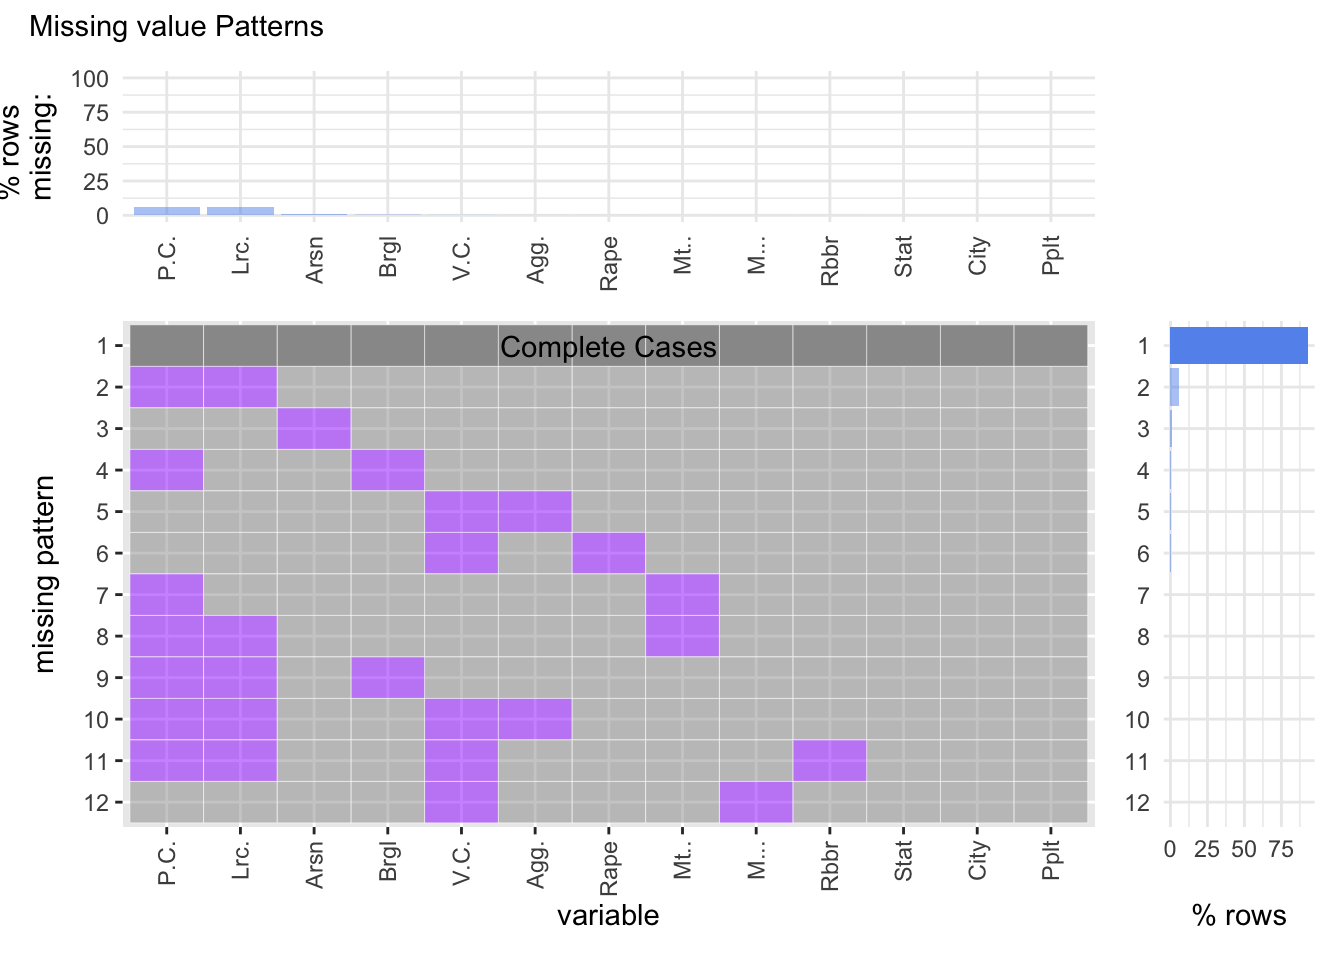 Missing value Patterns
% rows
missing:
100
75
50
25
0
P.C. Lrc. Arsn Brgl V.C. Agg. Rape Mt.. M... Rbbr Stat City Pplt
missing pattern
1
2
3
4
5
6
7
8
9
10
11
12
Complete Cases
P.C. Lrc. Arsn Brgl V.C. Agg. Rape Mt.. M... Rbbr Stat City Pplt
variable
1
2
3
4
5
6
7
8
9
10
11
12
0 25 50 75
% rows